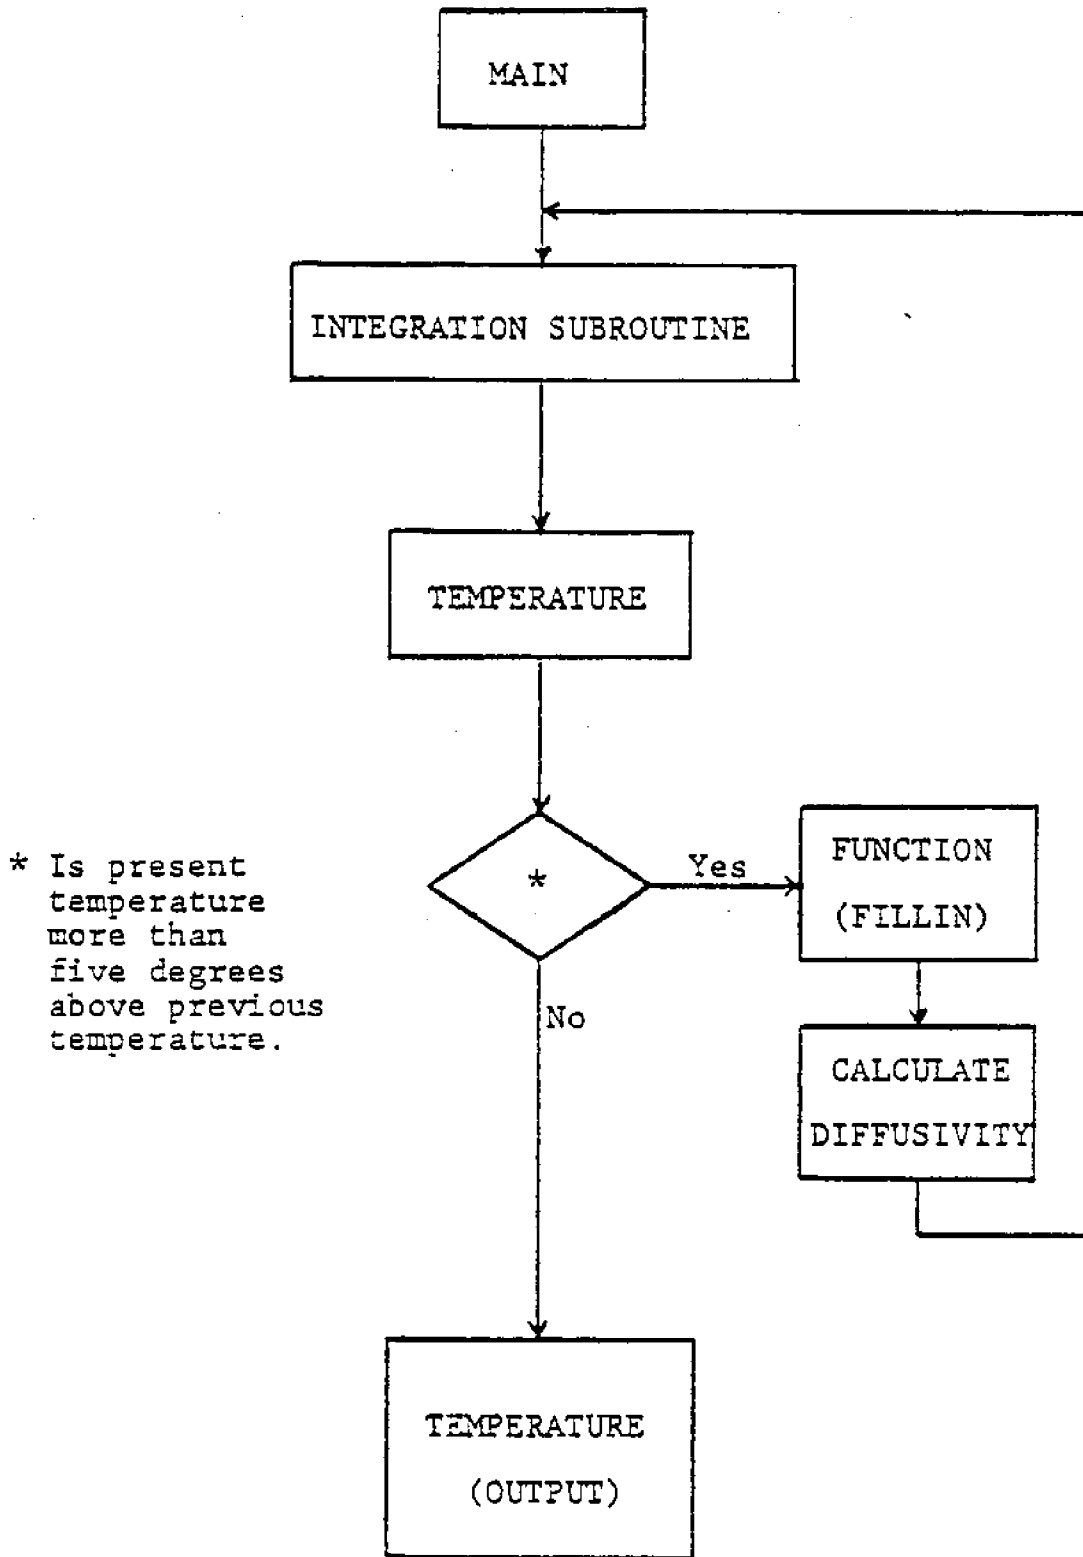 MAIN
INTEGRATION SUBROUTINE
TEMPERATURE
* Is present
temperature
more than
five degrees
above previous
temperature.
*
Yes
FUNCTION
(FILLIN)
No
CALCULATE
DIFFUSIVITY
TEMPERATURE
(OUTPUT)